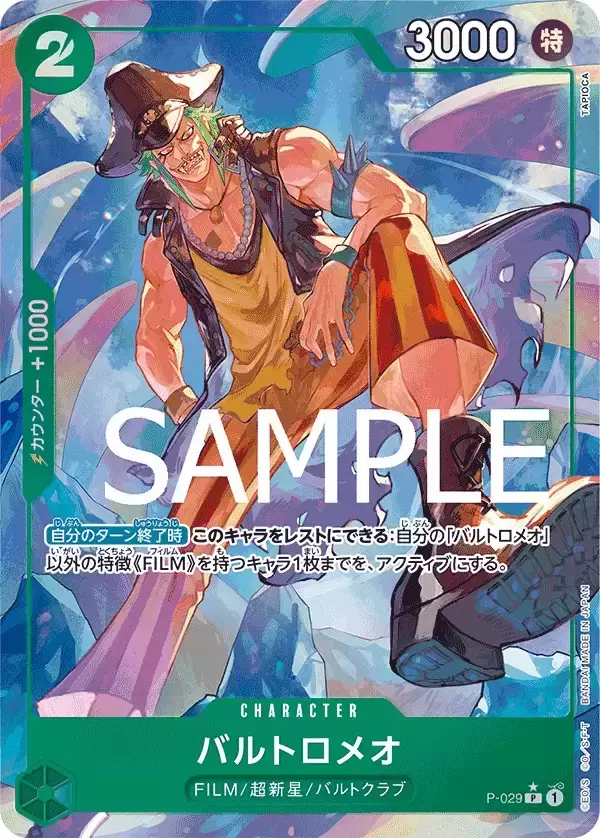 2
3000 特
TAPIOCA
カウンター +1000
SAMPLE
自分のターン終了時 このキャラをレストにできる：自分の「バルトロメオ」
以外の特徴《FILM》を持つキャラ1枚までを、アクティブにする。
CHARACTER
バルトロメオ
FILM/超新星/バルトクラブ
P-029 P 1
©E・O/S ©O/S・F・T BANDAI MADE IN JAPAN